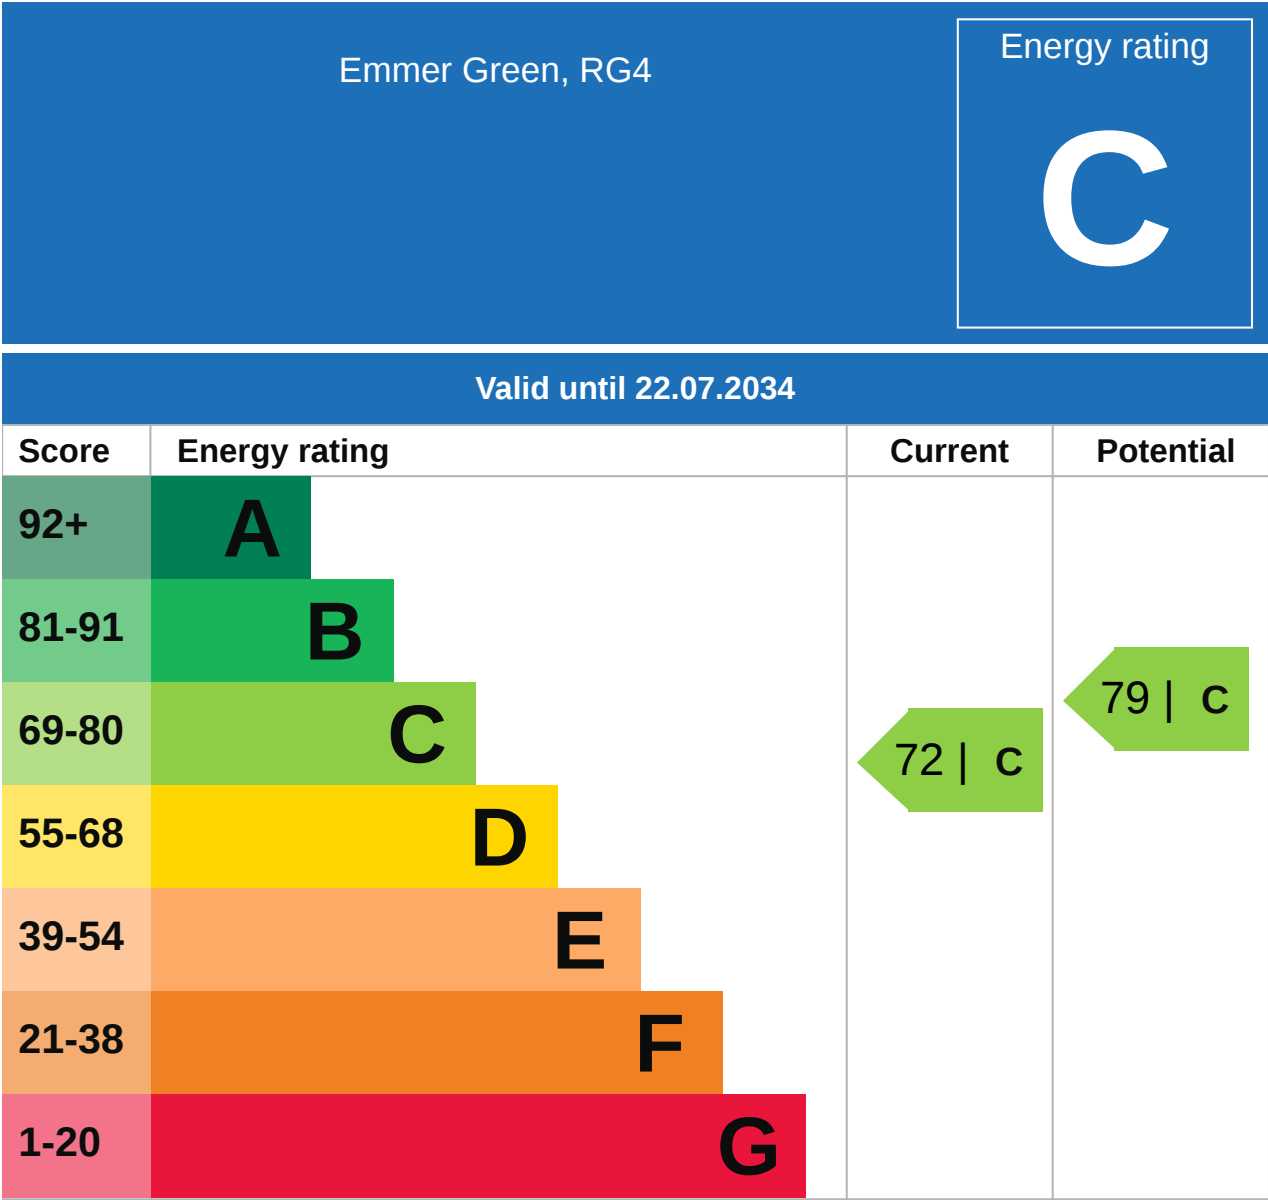 Emmer Green, RG4
Energy rating
C
Valid until 22.07.2034
Score Energy rating Current Potential
92+ A
81-91 B
69-80 C
79 | C
72 | C
55-68 D
39-54 E
21-38 F
1-20 G